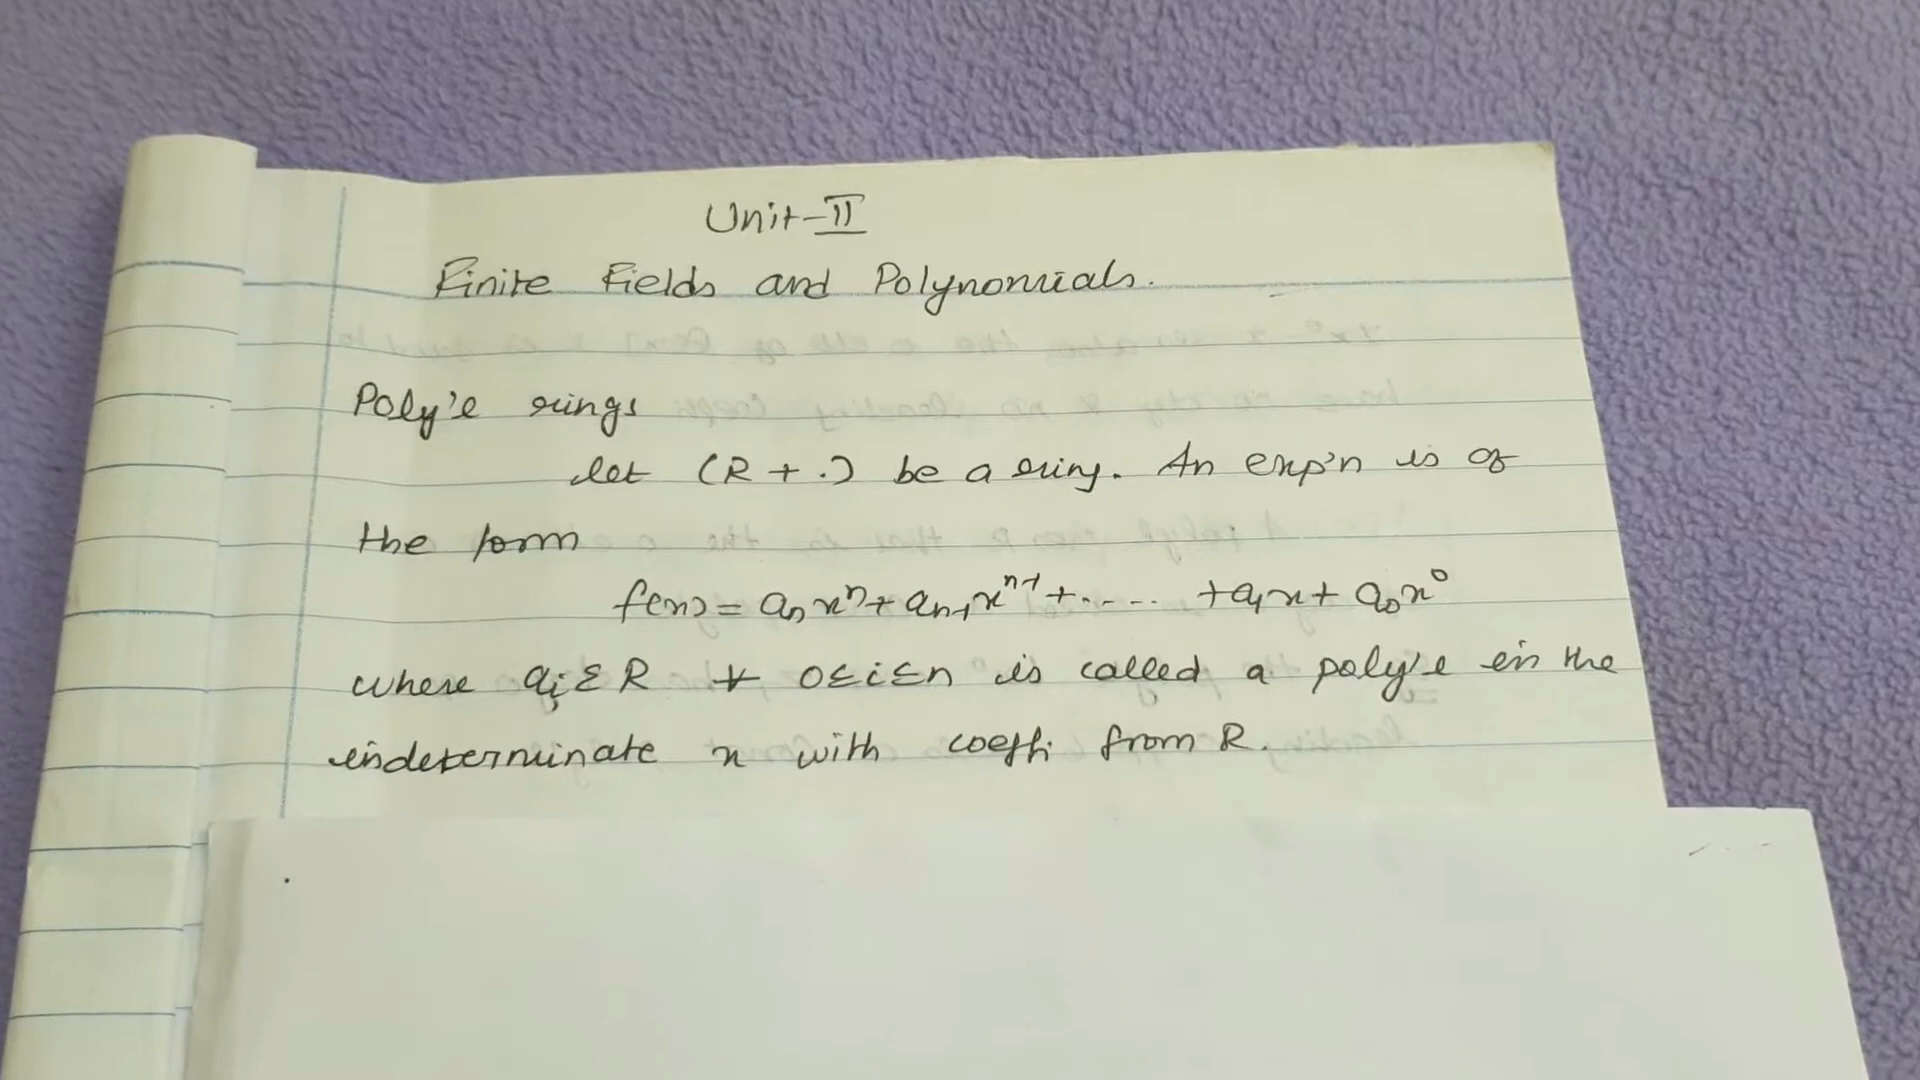 Unit-II
Finite Fields and Polynomials.
Poly'l rings
let (R + .) be a ring. An exp'n is of
the form
f(x) = aₙxⁿ + aₙ₋₁xⁿ⁻¹ + ..... + a₁x + a₀x⁰
where aᵢ ε R ∀ 0≤i≤n is called a poly'l in the
indeterminate x with coeffi from R.